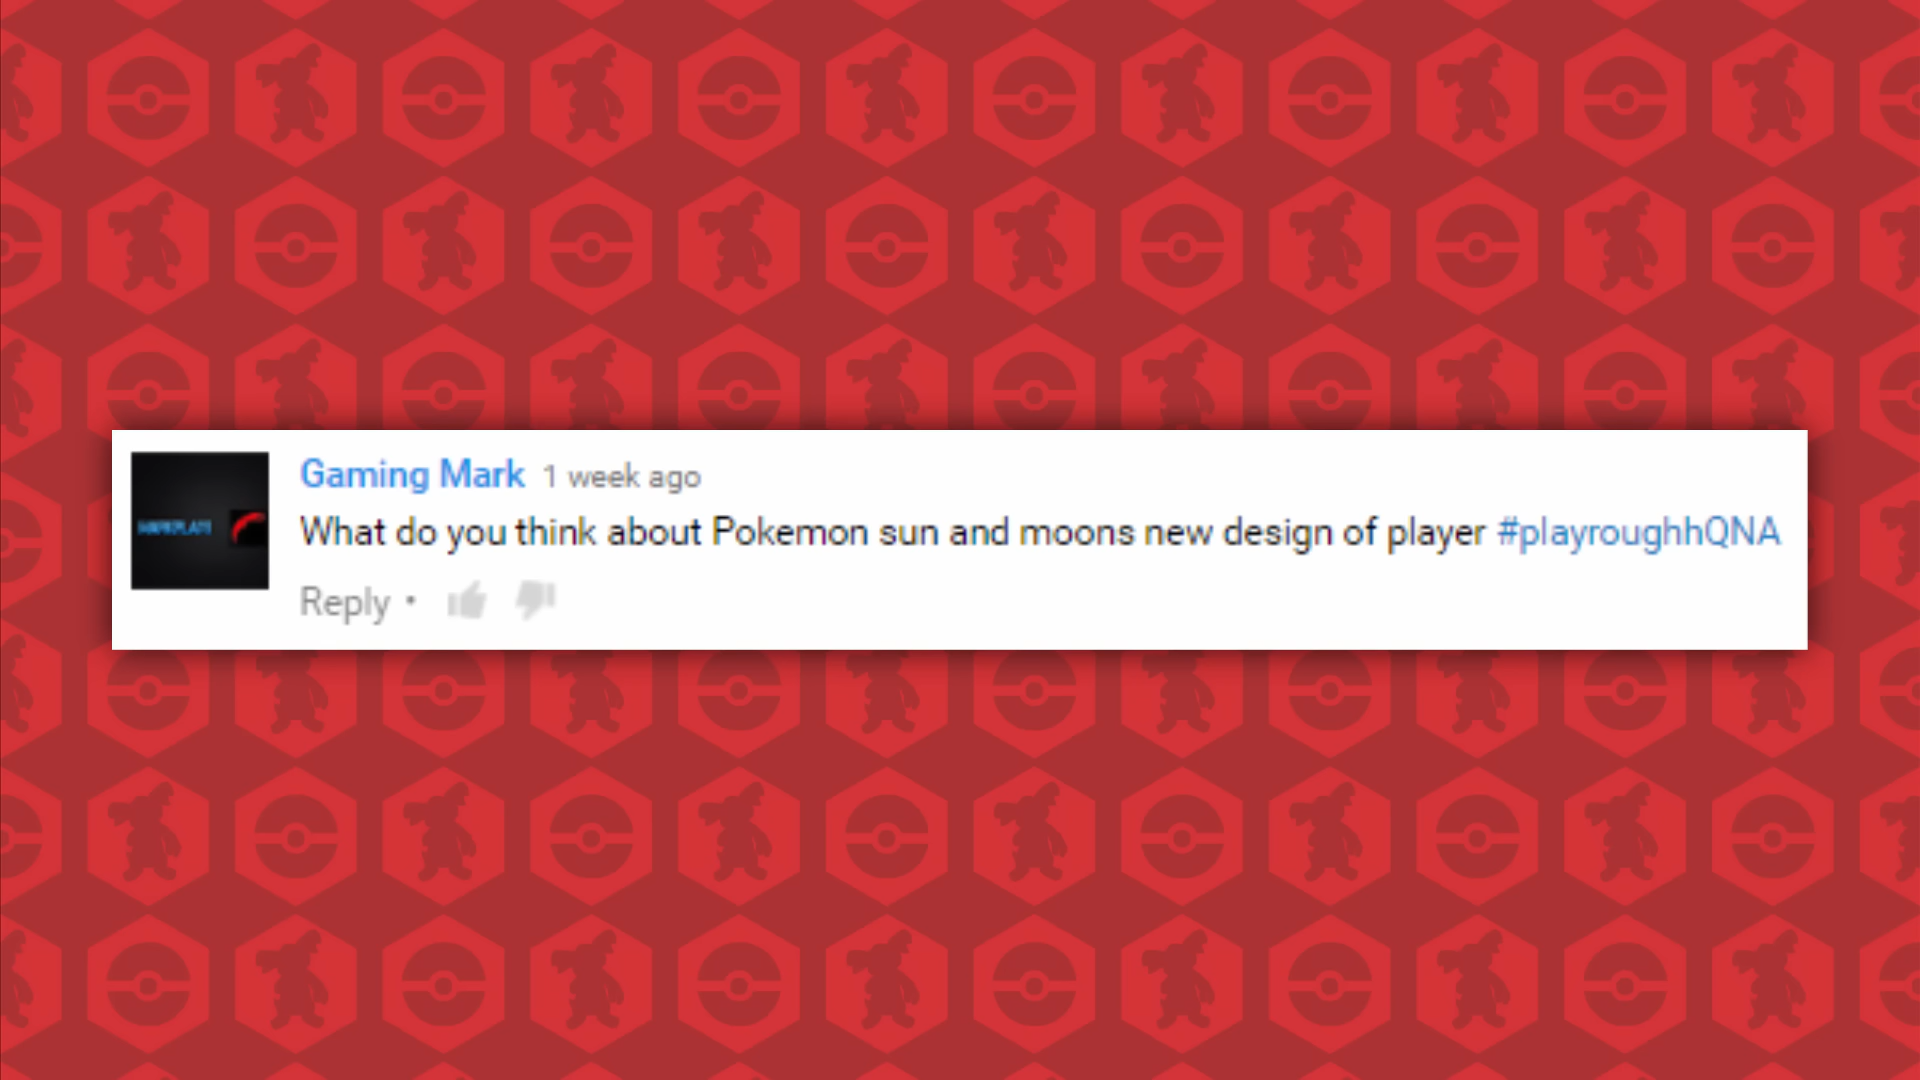 Gaming Mark 1 week ago
What do you think about Pokemon sun and moons new design of player #playroughhQNA
Reply •